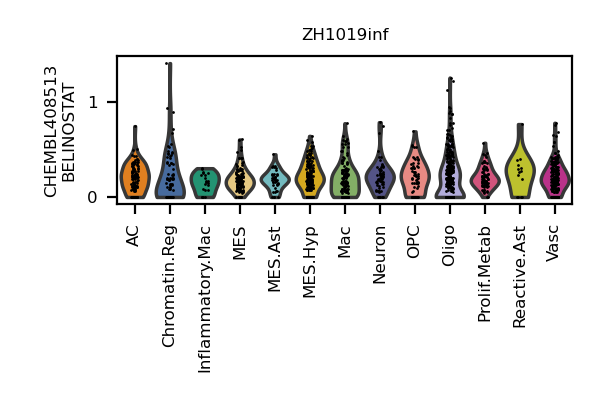 ZH1019inf
CHEMBL408513
BELINOSTAT
1
0
AC
Chromatin.Reg
Inflammatory.Mac
MES
MES.Ast
MES.Hyp
Mac
Neuron
OPC
Oligo
Prolif.Metab
Reactive.Ast
Vasc